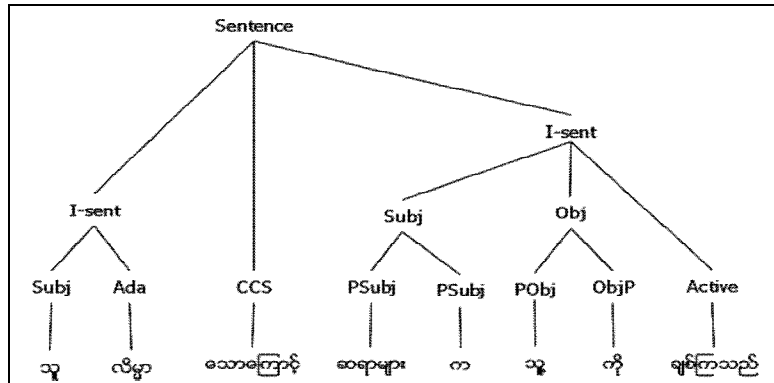 Sentence
I-sent
I-sent
Subj Obj
Subj Ada CCS PSubj PSubj PObj ObjP Active
သူ လိမ္မာ သောကြောင့် ဆရာများ က သူ့ ကို ချစ်ကြသည်